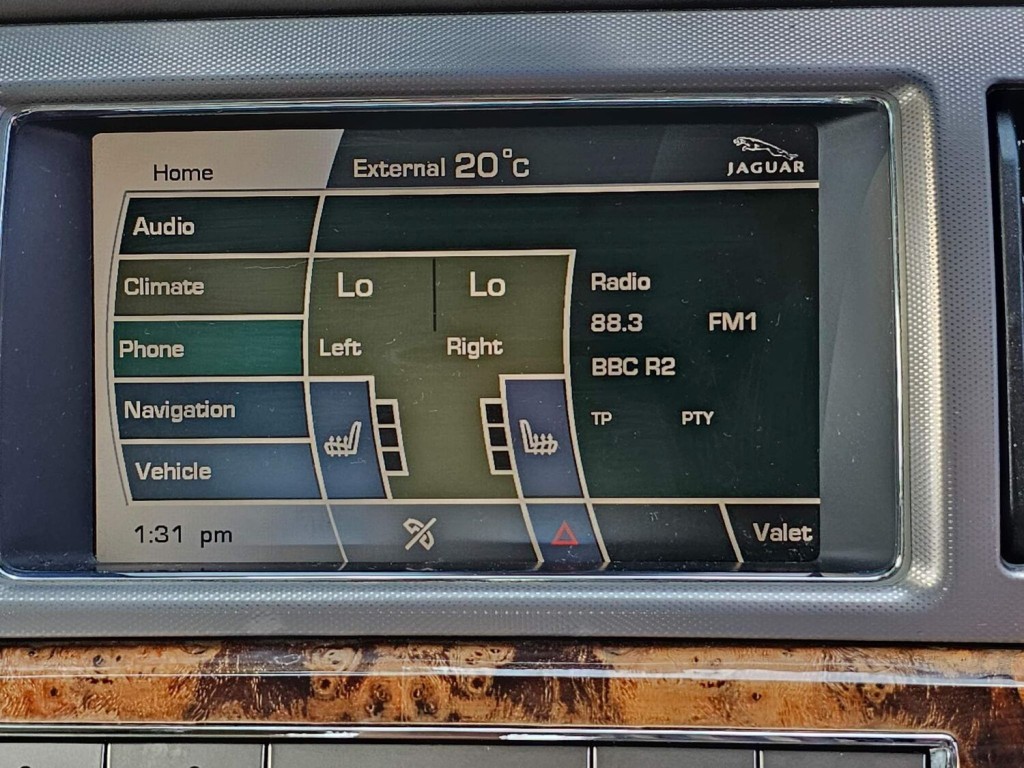 Home
External 20°c
JAGUAR
Audio
Climate
Lo
Lo
Radio
88.3
FM1
Phone
Left
Right
BBC R2
Navigation
TP
PTY
Vehicle
1:31 pm
Valet